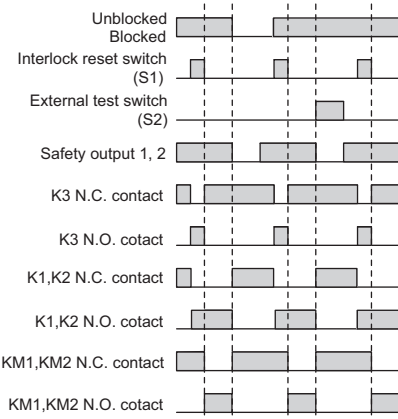 Unblocked
Blocked
Interlock reset switch
(S1)
External test switch
(S2)
Safety output 1, 2
K3 N.C. contact
K3 N.O. cotact
K1,K2 N.C. contact
K1,K2 N.O. cotact
KM1,KM2 N.C. contact
KM1,KM2 N.O. cotact